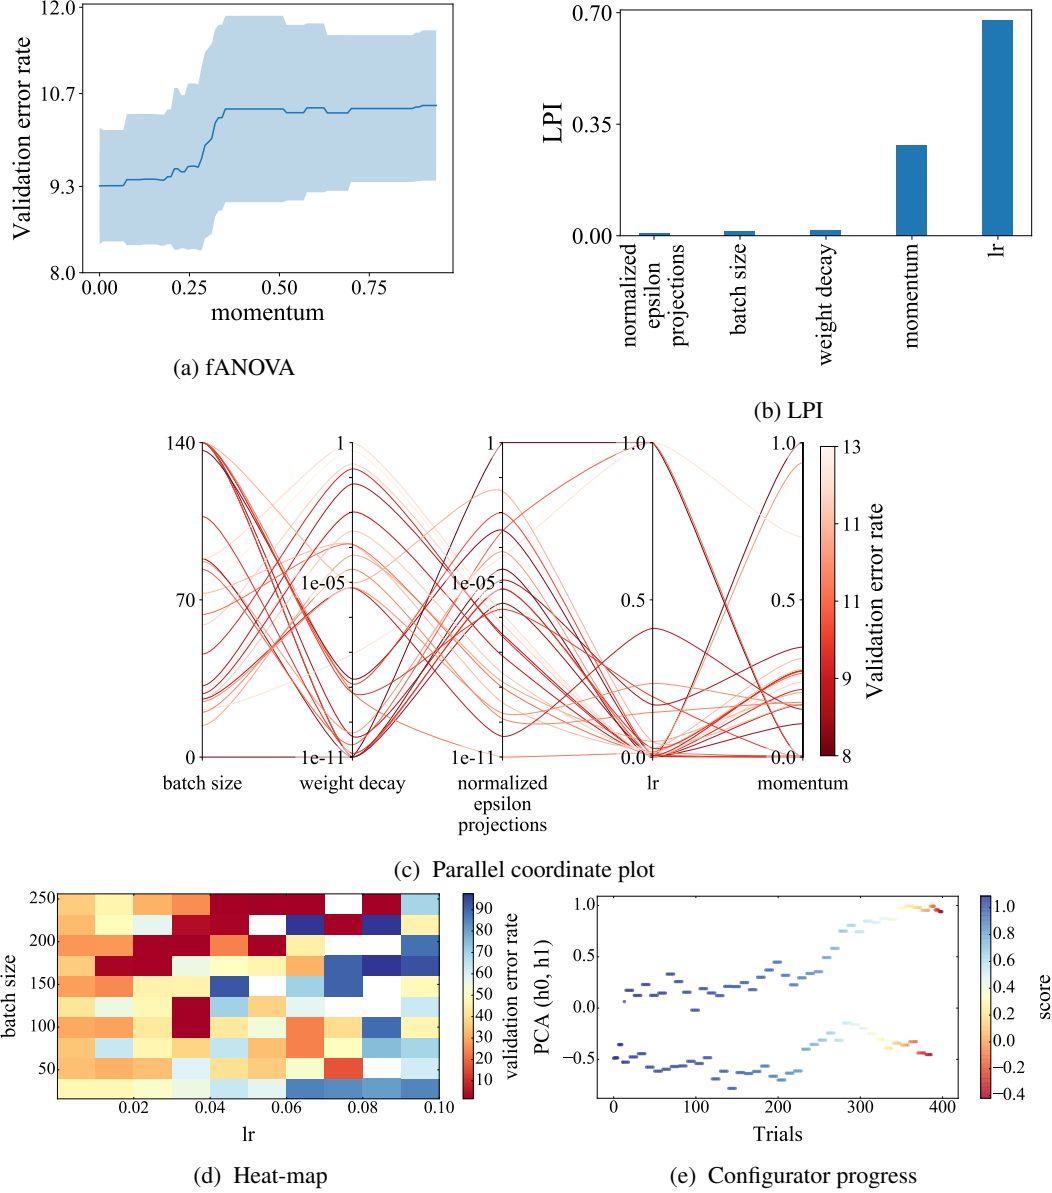 12.0
10.7
9.3
8.0
Validation error rate
0.00
0.25
0.50
0.75
momentum
(a) fANOVA
0.70
0.35
0.00
LPI
normalized
epsilon
projections
batch size
weight decay
momentum
lr
(b) LPI
140
70
0
batch size
1
1e-05
1e-11
weight decay
1
1e-05
1e-11
normalized
epsilon
projections
1.0
0.5
0.0
lr
1.0
0.5
0.0
momentum
13
11
11
9
8
Validation error rate
(c) Parallel coordinate plot
250
200
150
100
50
batch size
0.02
0.04
0.06
0.08
0.10
lr
90
80
70
60
50
40
30
20
10
validation error rate
(d) Heat-map
1.0
0.5
0.0
−0.5
PCA (h0, h1)
0
100
200
300
400
Trials
1.0
0.8
0.6
0.4
0.2
0.0
−0.2
−0.4
score
(e) Configurator progress